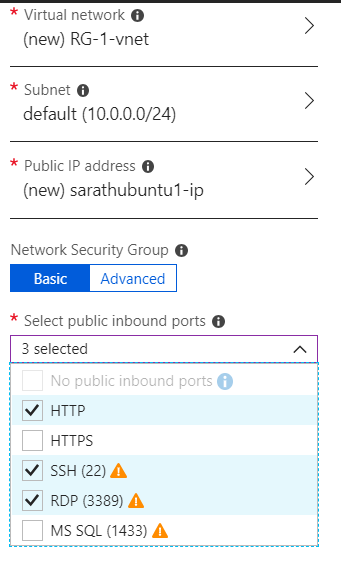 * Virtual network
(new) RG-1-vnet
* Subnet
default (10.0.0.0/24)
* Public IP address
(new) sarathubuntu1-ip
Network Security Group
Basic Advanced
* Select public inbound ports
3 selected
No public inbound ports
HTTP
HTTPS
SSH (22)
RDP (3389)
MS SQL (1433)